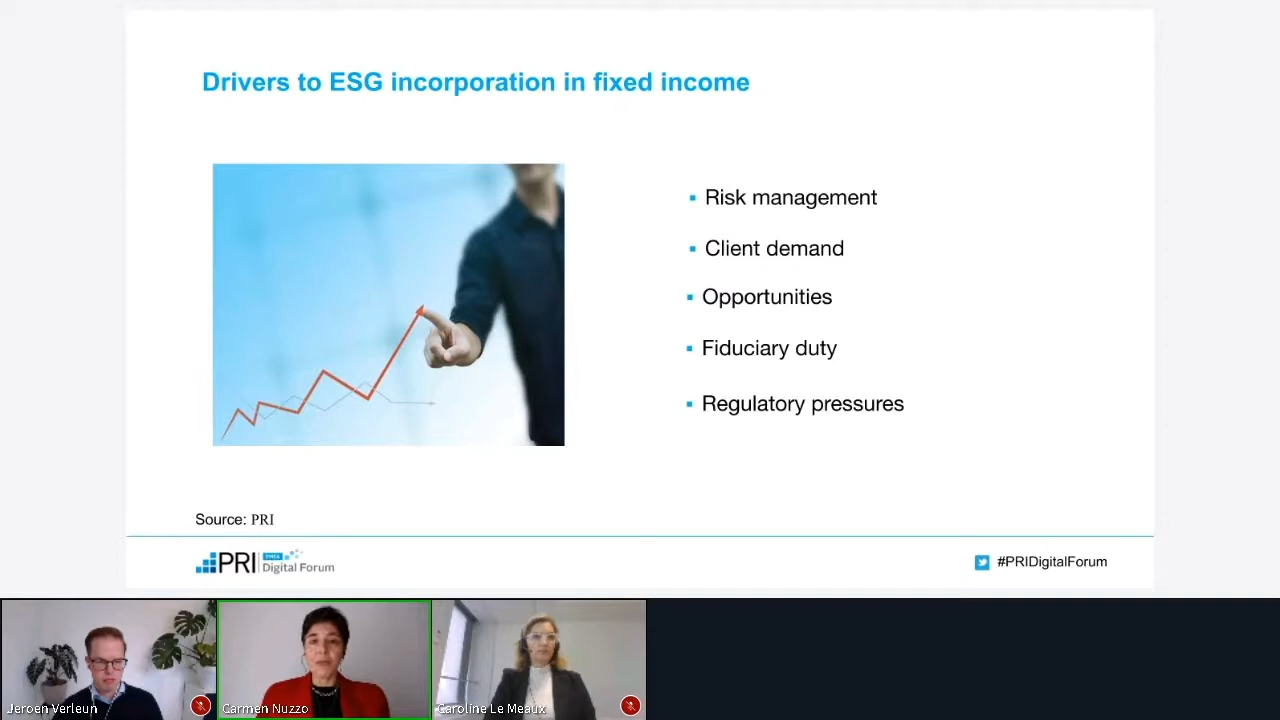 Drivers to ESG incorporation in fixed income
Risk management
Client demand
Opportunities
Fiduciary duty
Regulatory pressures
Source: PRI
PRI EMEA Digital Forum
#PRIDigitalForum
Jeroen Verleun
Carmen Nuzzo
Caroline Le Meaux